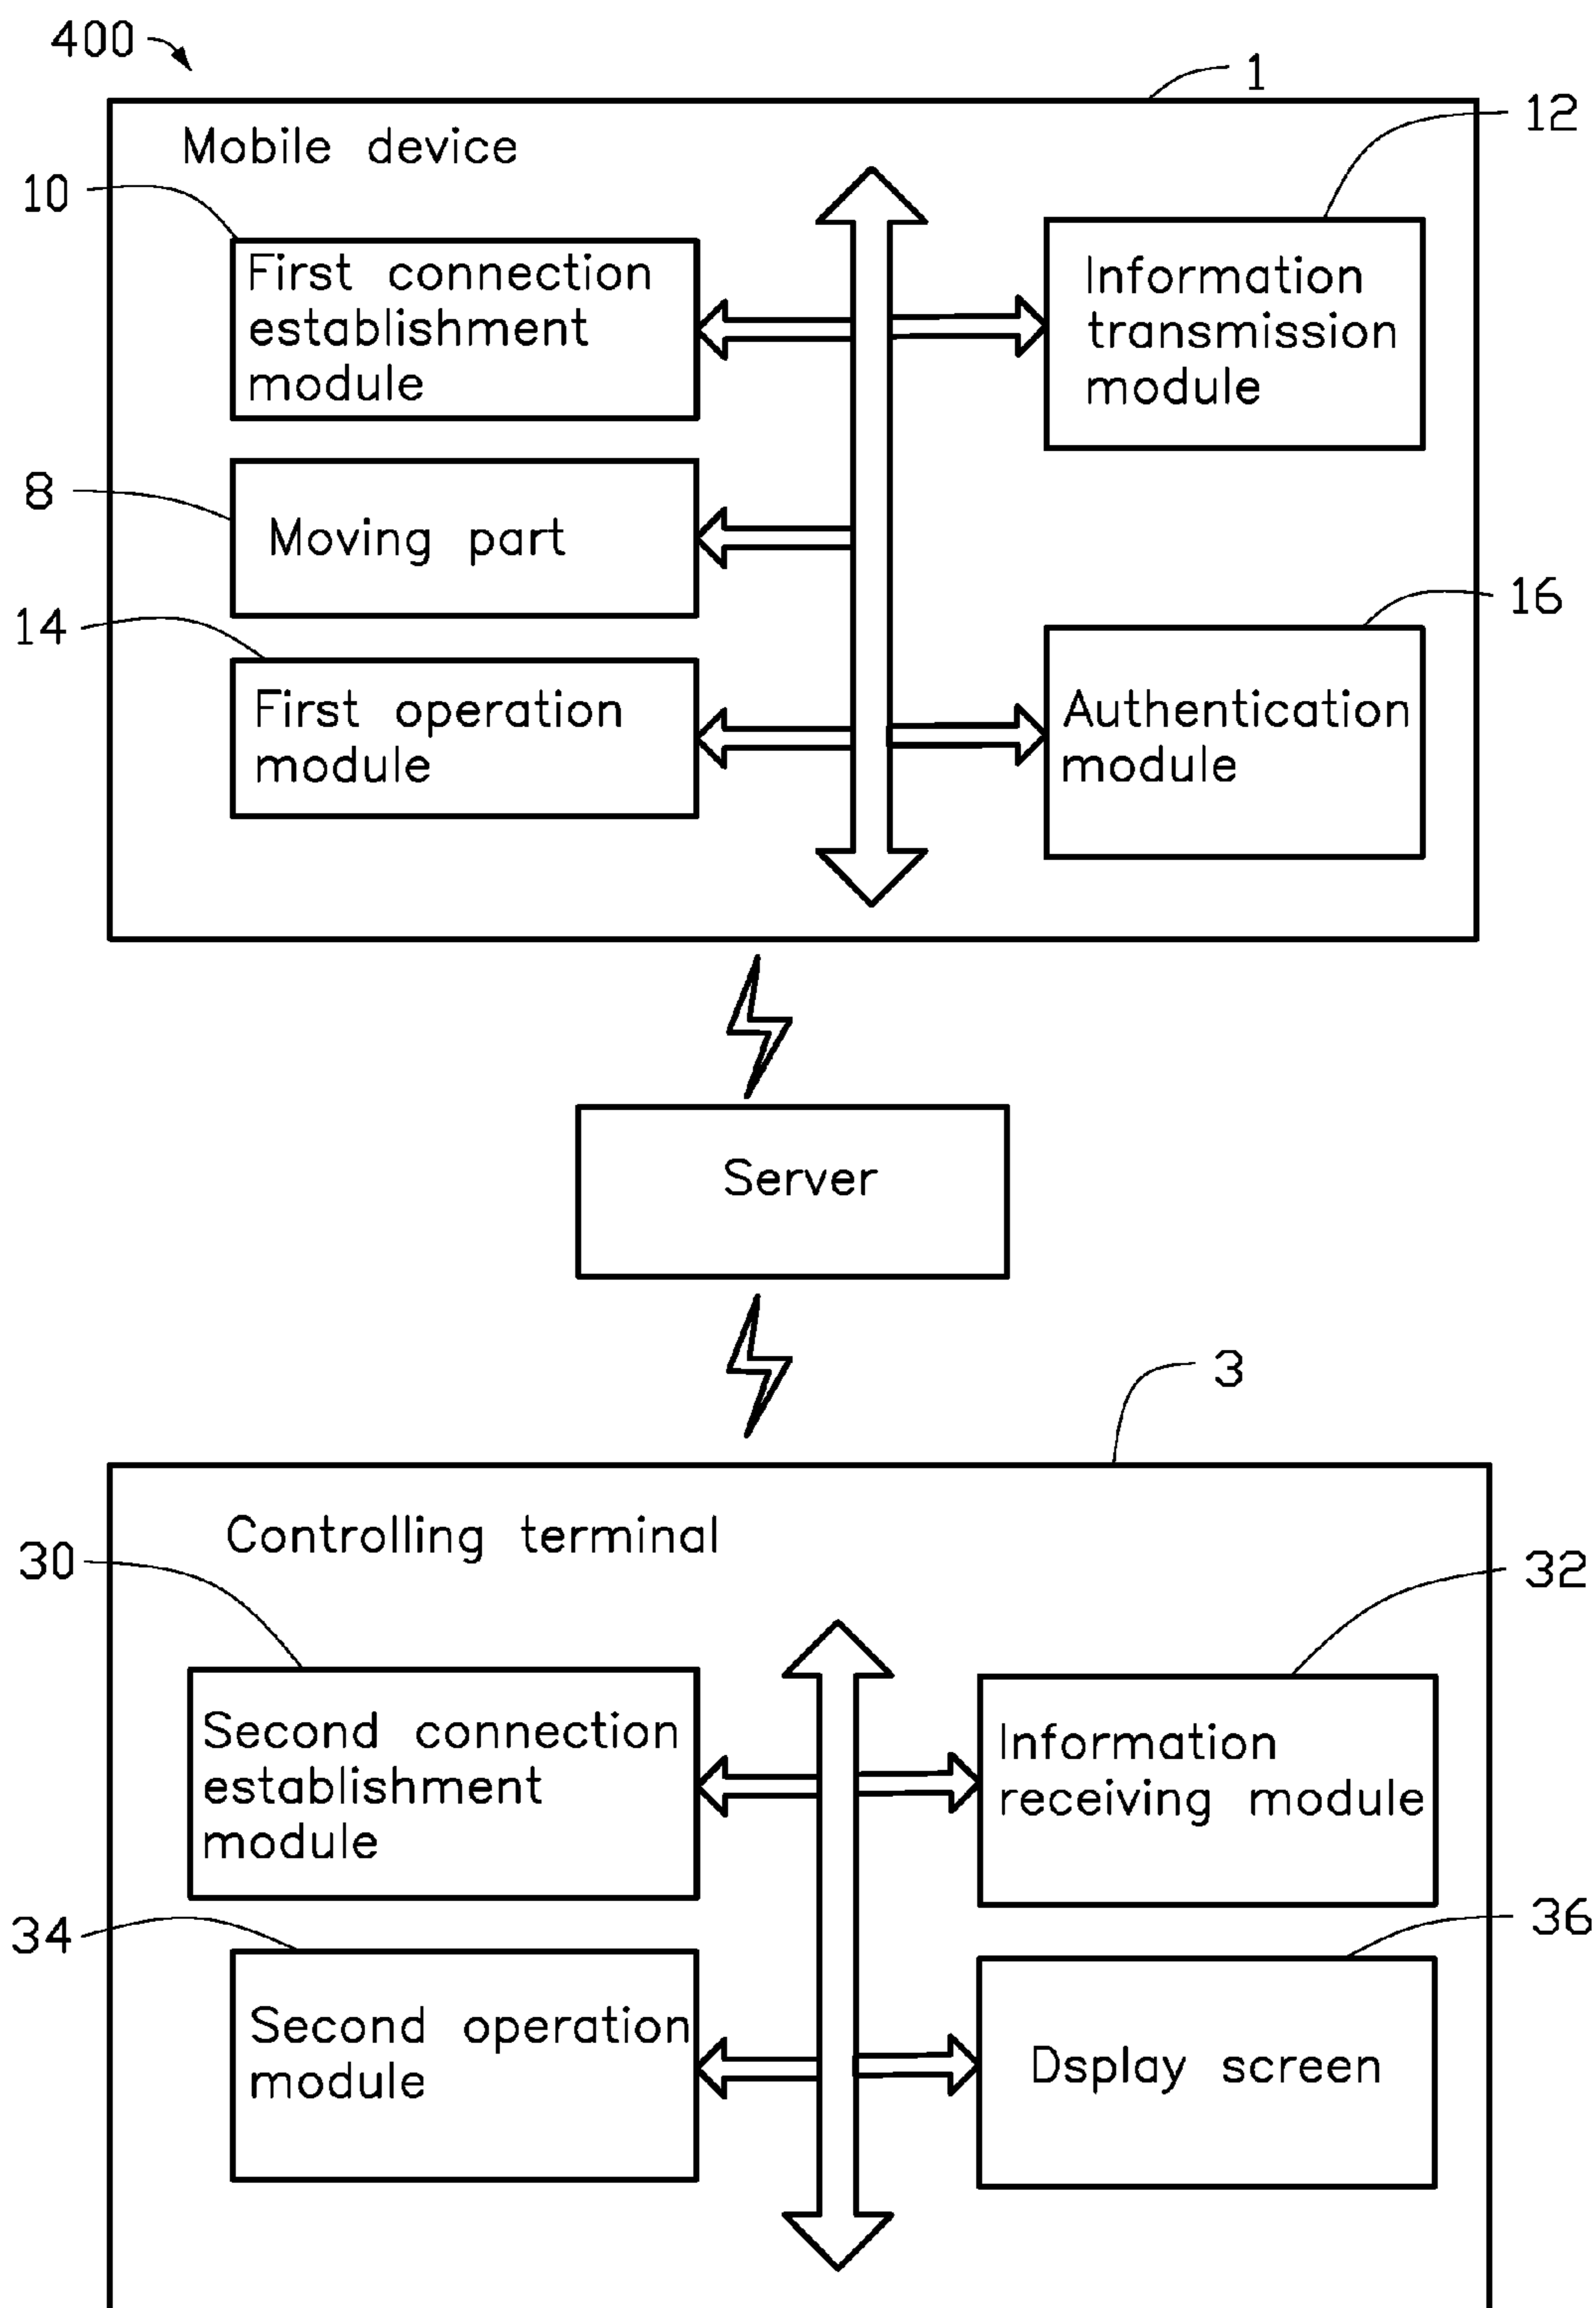 400
1
Mobile device
12
10
First connection
establishment
module
Information
transmission
module
8
Moving part
14
First operation
module
16
Authentication
module
Server
3
Controlling terminal
30
Second connection
establishment
module
32
Information
receiving module
34
Second operation
module
36
Dsplay screen